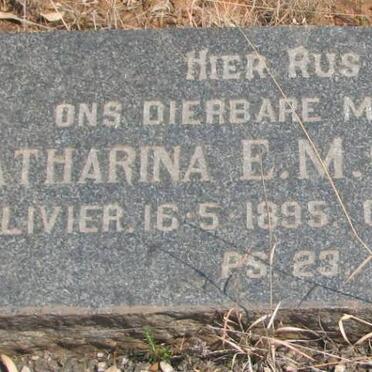 HIER RUS
ONS DIERBARE M
ATHARINA E.M.
LIVIER. 16·5·1895.
PS. 23.